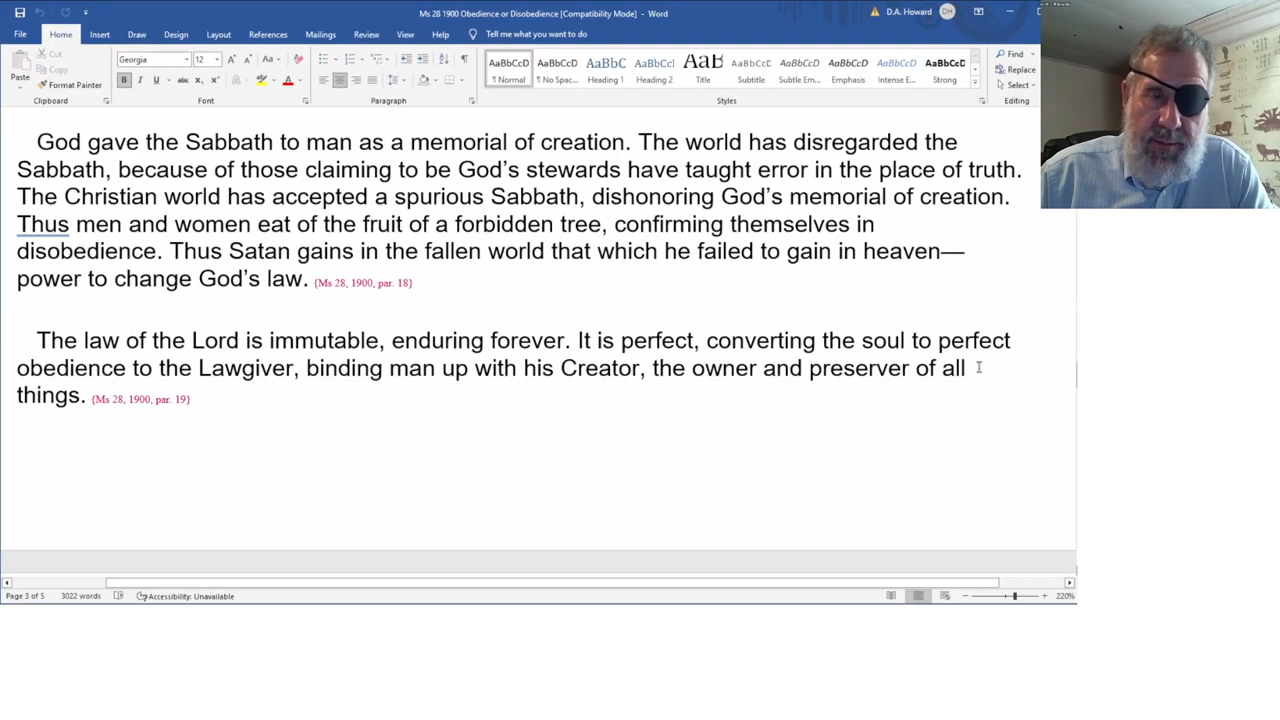 Ms 28 1900 Obedience or Disobedience [Compatibility Mode] - Word
D.A. Howard
DH
File Home Insert Draw Design Layout References Mailings Review View Help Tell me what you want to do
Paste
Cut
Copy
Format Painter
Clipboard
Georgia 12
Font
Paragraph
AaBbCcD AaBbCcD AaBbC AaBbCcI AaB AaBbCcD AaBbCcD AaBbCcD AaBbCcD AaBbCcD
¶ Normal ¶ No Spac... Heading 1 Heading 2 Title Subtitle Subtle Em... Emphasis Intense E... Strong
Styles
Find
Replace
Select
Editing
God gave the Sabbath to man as a memorial of creation. The world has disregarded the
Sabbath, because of those claiming to be God’s stewards have taught error in the place of truth.
The Christian world has accepted a spurious Sabbath, dishonoring God’s memorial of creation.
Thus men and women eat of the fruit of a forbidden tree, confirming themselves in
disobedience. Thus Satan gains in the fallen world that which he failed to gain in heaven—
power to change God’s law. {Ms 28, 1900, par. 18}
The law of the Lord is immutable, enduring forever. It is perfect, converting the soul to perfect
obedience to the Lawgiver, binding man up with his Creator, the owner and preserver of all
things. {Ms 28, 1900, par. 19}
Page 3 of 5 3022 words Accessibility: Unavailable 220%